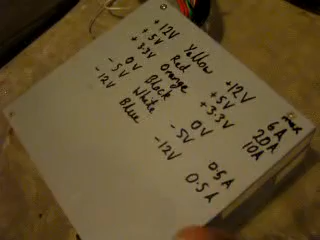 +12V Yellow +12V 6A max
+5V Red +5V 20A
+3.3V Orange +3.3V 10A
0V Black 0V
-5V White -5V 0.5A
-12V Blue -12V 0.5A